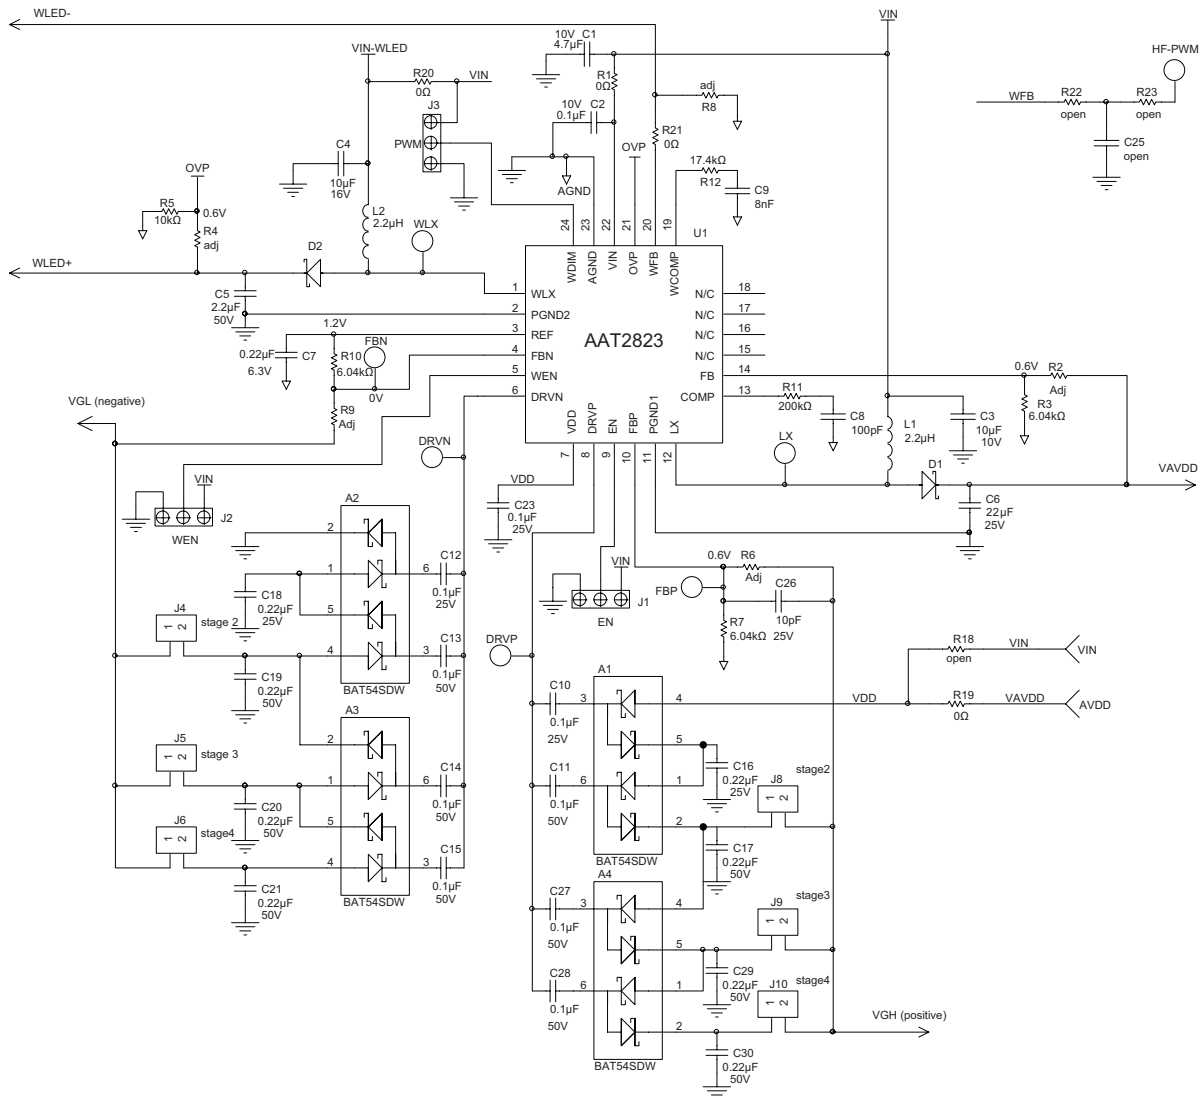 WLED-
VIN-WLED
VIN
R20
0Ω
VIN
J3
PWM
C4
10µF
16V
10V
C1
4.7µF
R1
0Ω
10V
C2
0.1µF
AGND
adj
R8
R21
0Ω
OVP
17.4kΩ
R12
C9
8nF
HF-PWM
WFB
R22
open
R23
open
C25
open
OVP
R5
10kΩ
0.6V
R4
adj
L2
2.2µH
WLX
D2
WLED+
C5
2.2µF
50V
U1
24
23
22
21
20
19
WDIM
AGND
VIN
OVP
WFB
WCOMP
AAT2823
1
WLX
2
PGND2
3
REF
4
FBN
5
WEN
6
DRVN
N/C
18
N/C
17
N/C
16
N/C
15
FB
14
COMP
13
VDD
DRVP
EN
FBP
PGND1
LX
7
8
9
10
11
12
1.2V
0.22µF
C7
6.3V
R10
6.04kΩ
FBN
0V
R9
Adj
VGL (negative)
R11
200kΩ
C8
100pF
0.6V
R2
Adj
R3
6.04kΩ
L1
2.2µH
C3
10µF
10V
LX
D1
VAVDD
C6
22µF
25V
DRVN
VDD
C23
0.1µF
25V
VIN
J2
WEN
A2
2
1
5
4
6
3
C12
0.1µF
25V
C13
0.1µF
50V
BAT54SDW
C18
0.22µF
25V
J4
1 2
stage 2
C19
0.22µF
50V
VIN
J1
EN
0.6V
R6
Adj
FBP
C26
10pF
25V
R7
6.04kΩ
DRVP
A3
2
1
5
4
6
3
C14
0.1µF
50V
C15
0.1µF
50V
BAT54SDW
J5
1 2
stage 3
C20
0.22µF
50V
J6
1 2
stage4
C21
0.22µF
50V
A1
C10
0.1µF
25V
3
4
5
C11
0.1µF
50V
6
1
2
BAT54SDW
C16
0.22µF
25V
stage2
J8
1 2
C17
0.22µF
50V
VDD
R18
open
VIN
VIN
R19
0Ω
VAVDD
AVDD
A4
C27
0.1µF
50V
3
4
5
C28
0.1µF
50V
6
1
2
BAT54SDW
stage3
J9
1 2
C29
0.22µF
50V
stage4
J10
1 2
C30
0.22µF
50V
VGH (positive)